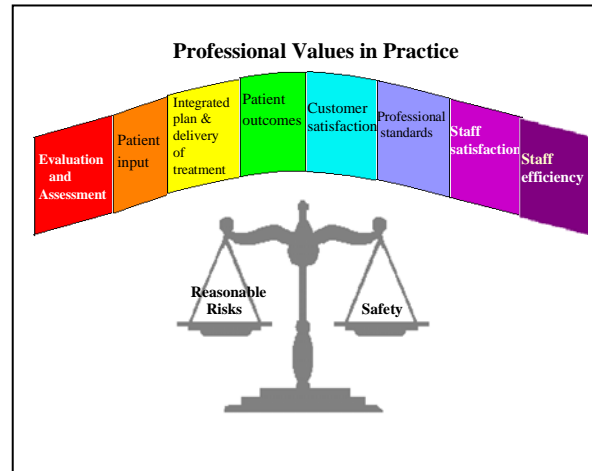 Professional Values in Practice
Evaluation
and
Assessment
Patient
input
Integrated
plan &
delivery
of
treatment
Patient
outcomes
Customer
satisfaction
Professional
standards
Staff
satisfaction
Staff
efficiency
Reasonable
Risks
Safety